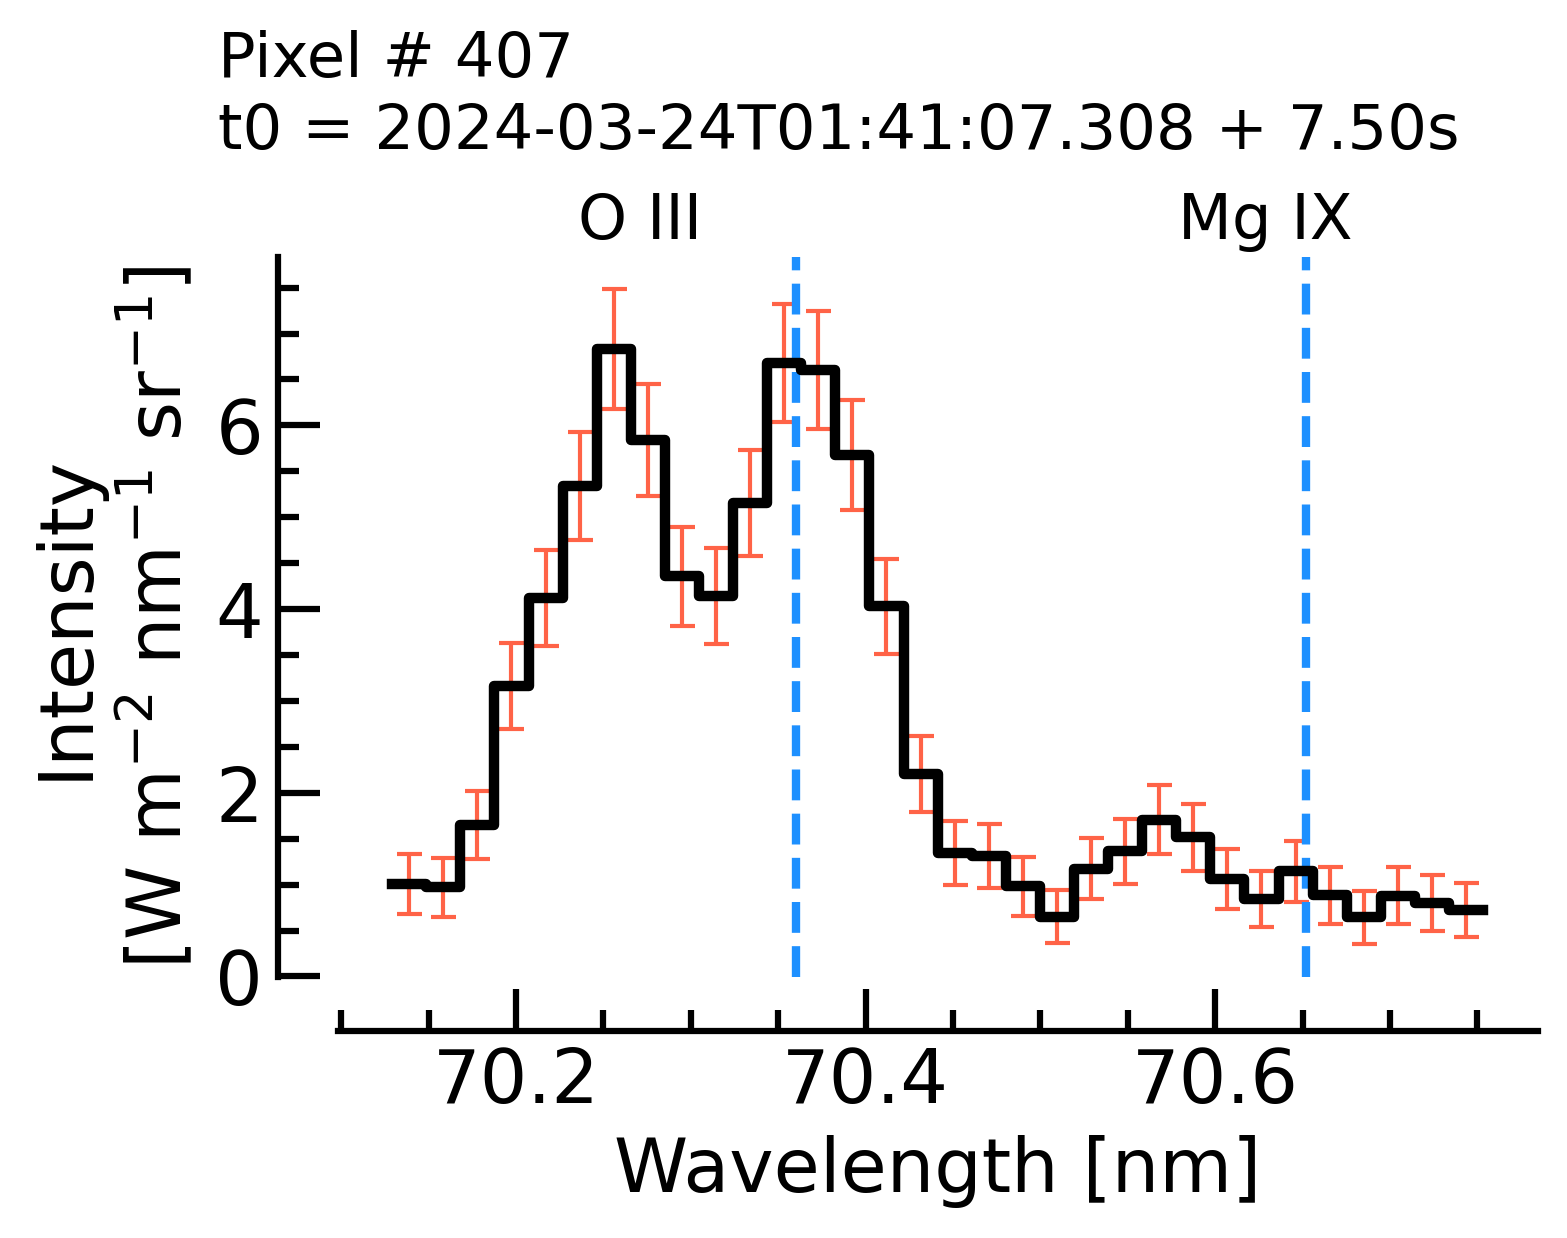 Pixel # 407
t0 = 2024-03-24T01:41:07.308 + 7.50s
O III
Mg IX
Intensity
[W m⁻² nm⁻¹ sr⁻¹]
6
4
2
0
70.2
70.4
70.6
Wavelength [nm]